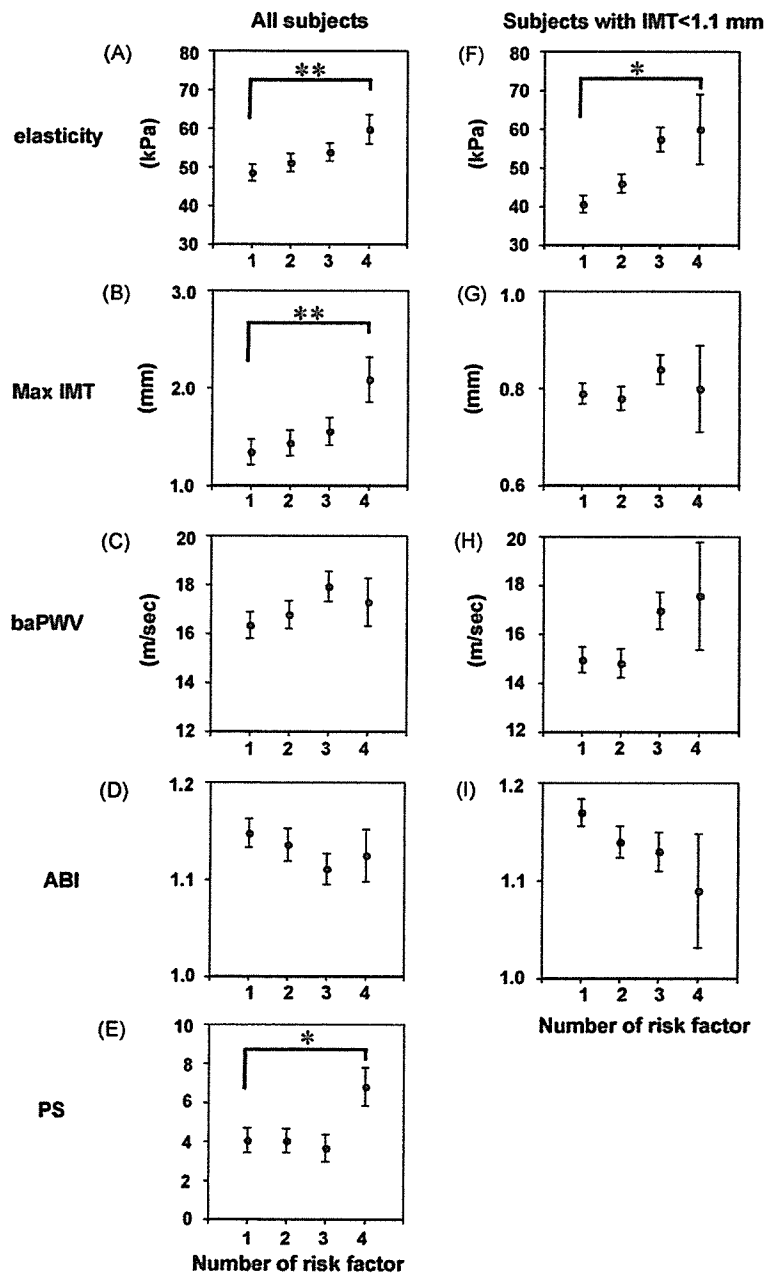 All subjects
Subjects with IMT<1.1 mm
(A)
elasticity
(kPa)
80
70
60
50
40
30
**
1 2 3 4
(F)
(kPa)
80
70
60
50
40
30
*
1 2 3 4
(B)
Max IMT
(mm)
3.0
2.0
1.0
**
1 2 3 4
(G)
(mm)
1.0
0.8
0.6
1 2 3 4
(C)
baPWV
(m/sec)
20
18
16
14
12
1 2 3 4
(H)
(m/sec)
20
18
16
14
12
1 2 3 4
(D)
ABI
1.2
1.1
1.0
1 2 3 4
(I)
1.2
1.1
1.0
1 2 3 4
Number of risk factor
(E)
PS
10
8
6
4
2
0
*
1 2 3 4
Number of risk factor